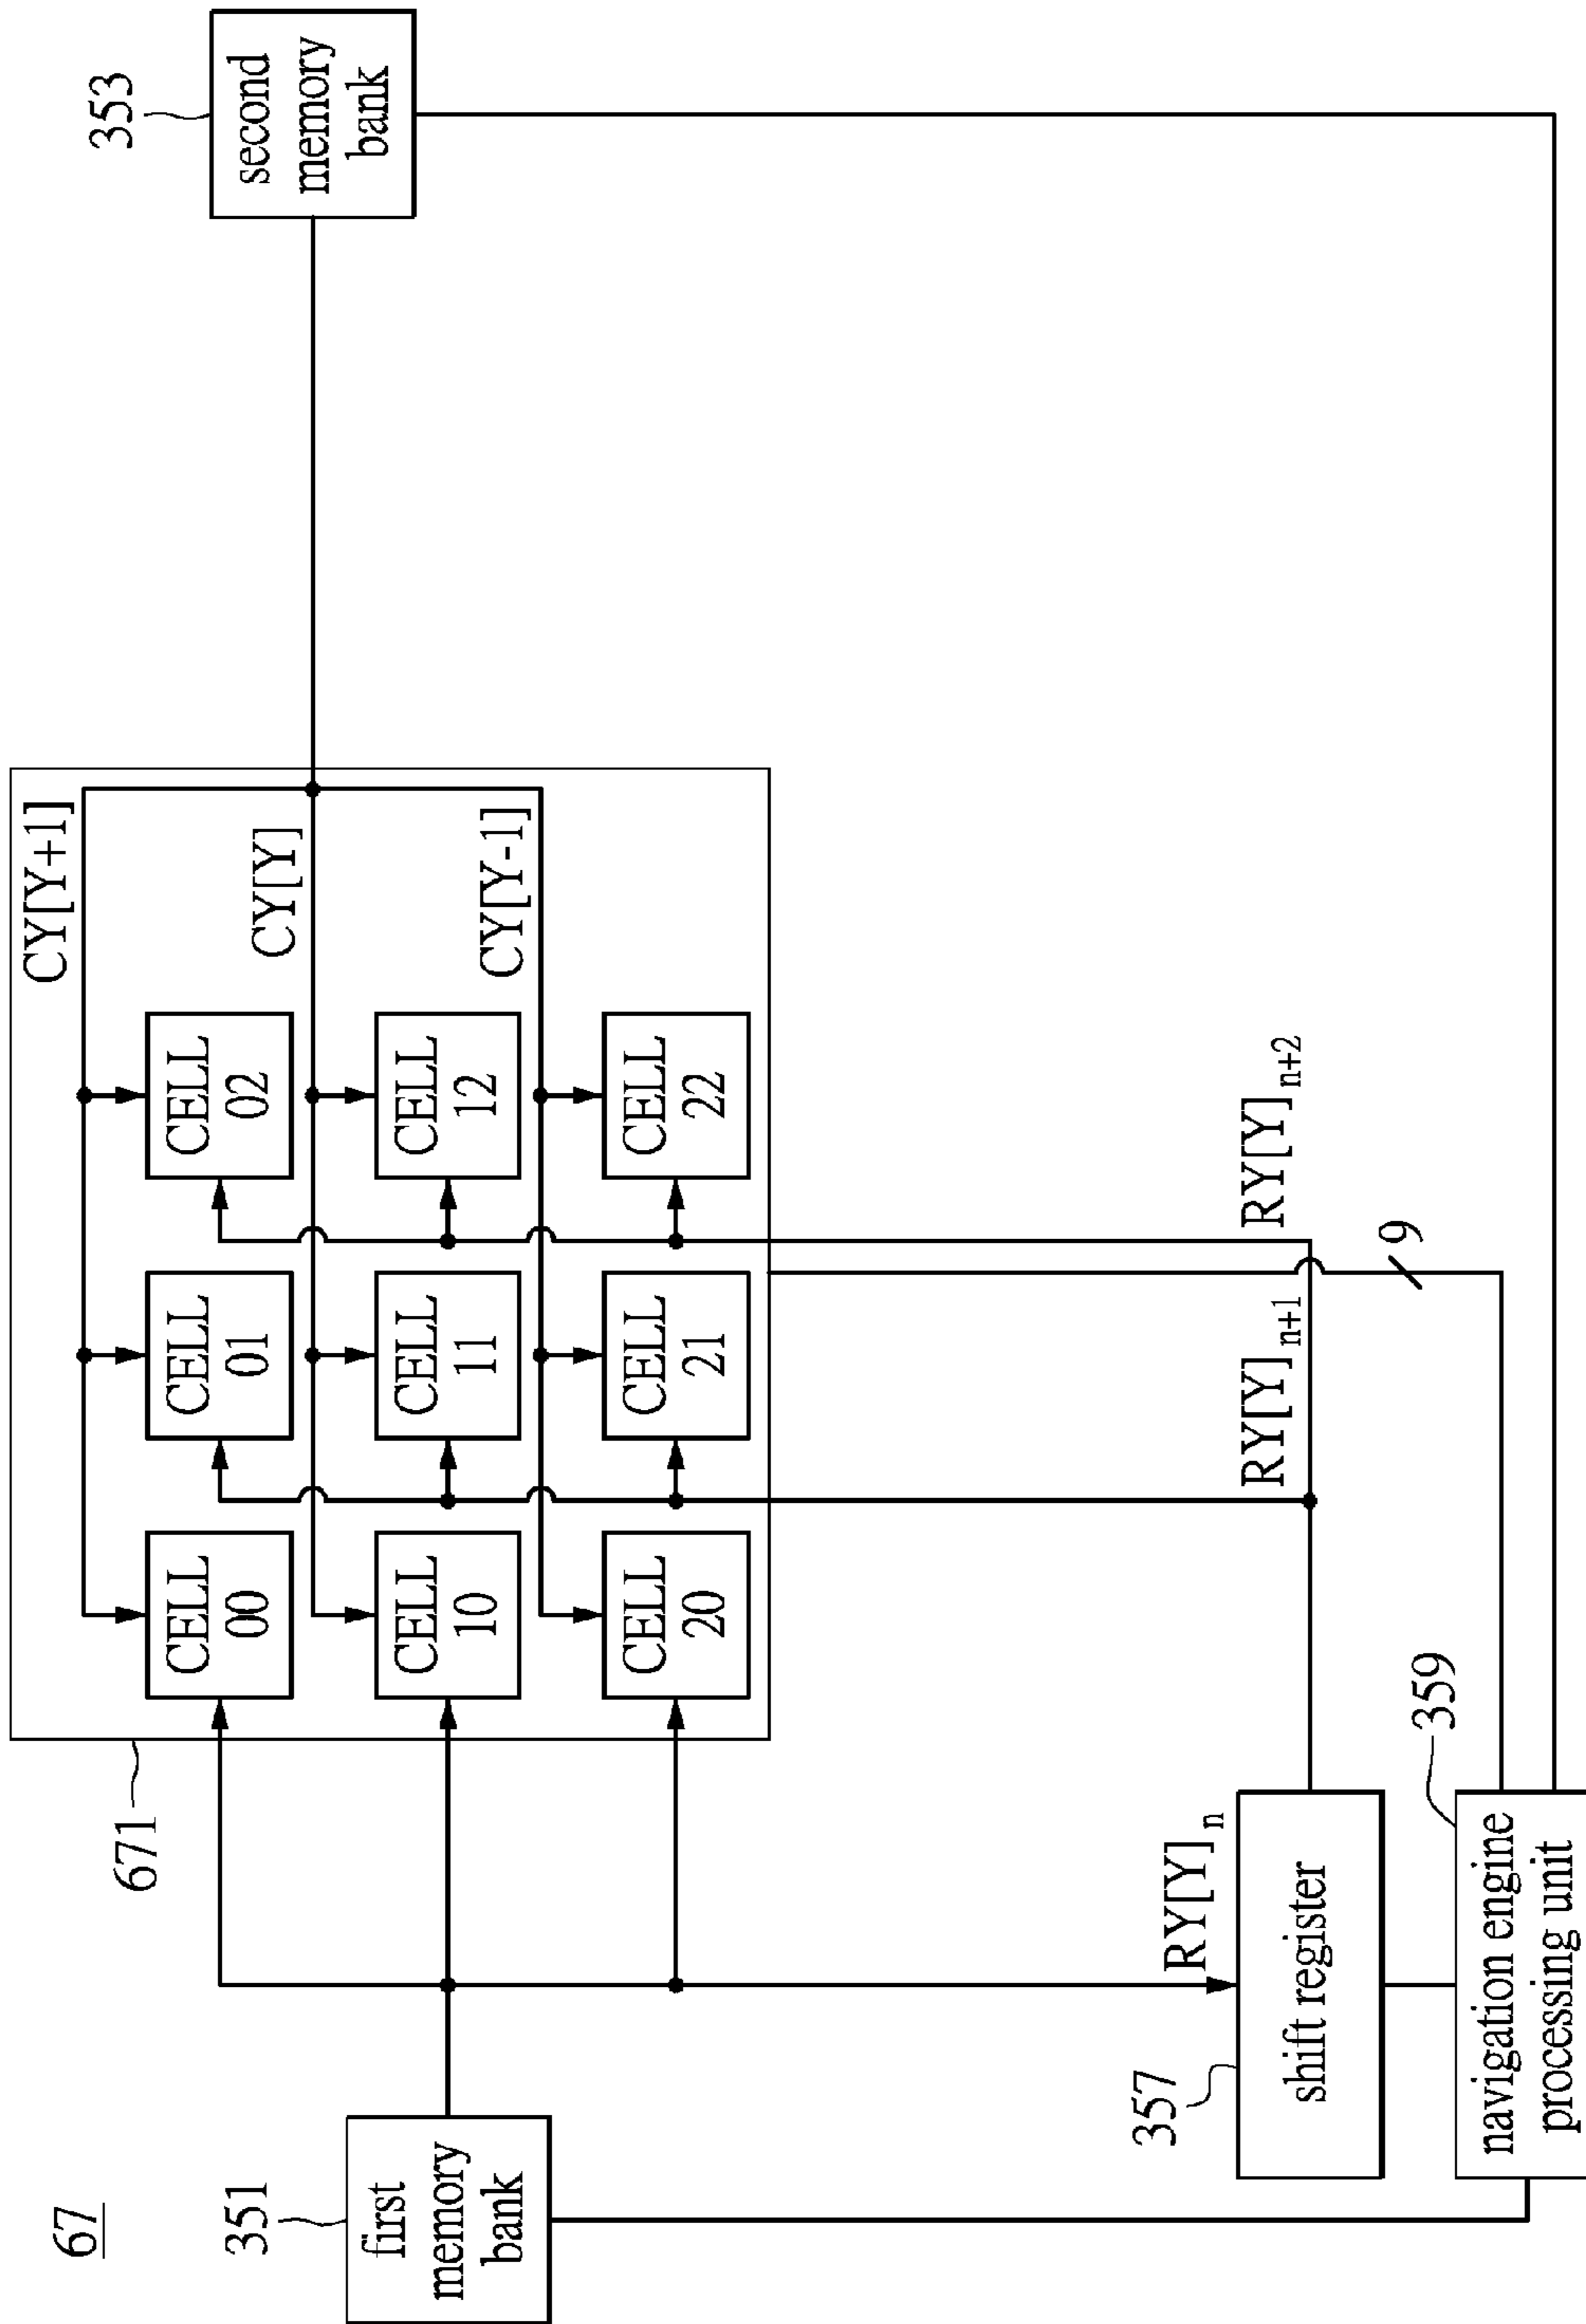 67
351
first
memory
bank
671
CY[Y+1]
CELL
00
CELL
01
CELL
02
CY[Y]
CELL
10
CELL
11
CELL
12
CY[Y-1]
CELL
20
CELL
21
CELL
22
353
second
memory
bank
RY[Y]n
RY[Y]n+1
RY[Y]n+2
357
shift register
9
359
navigation engine
processing unit